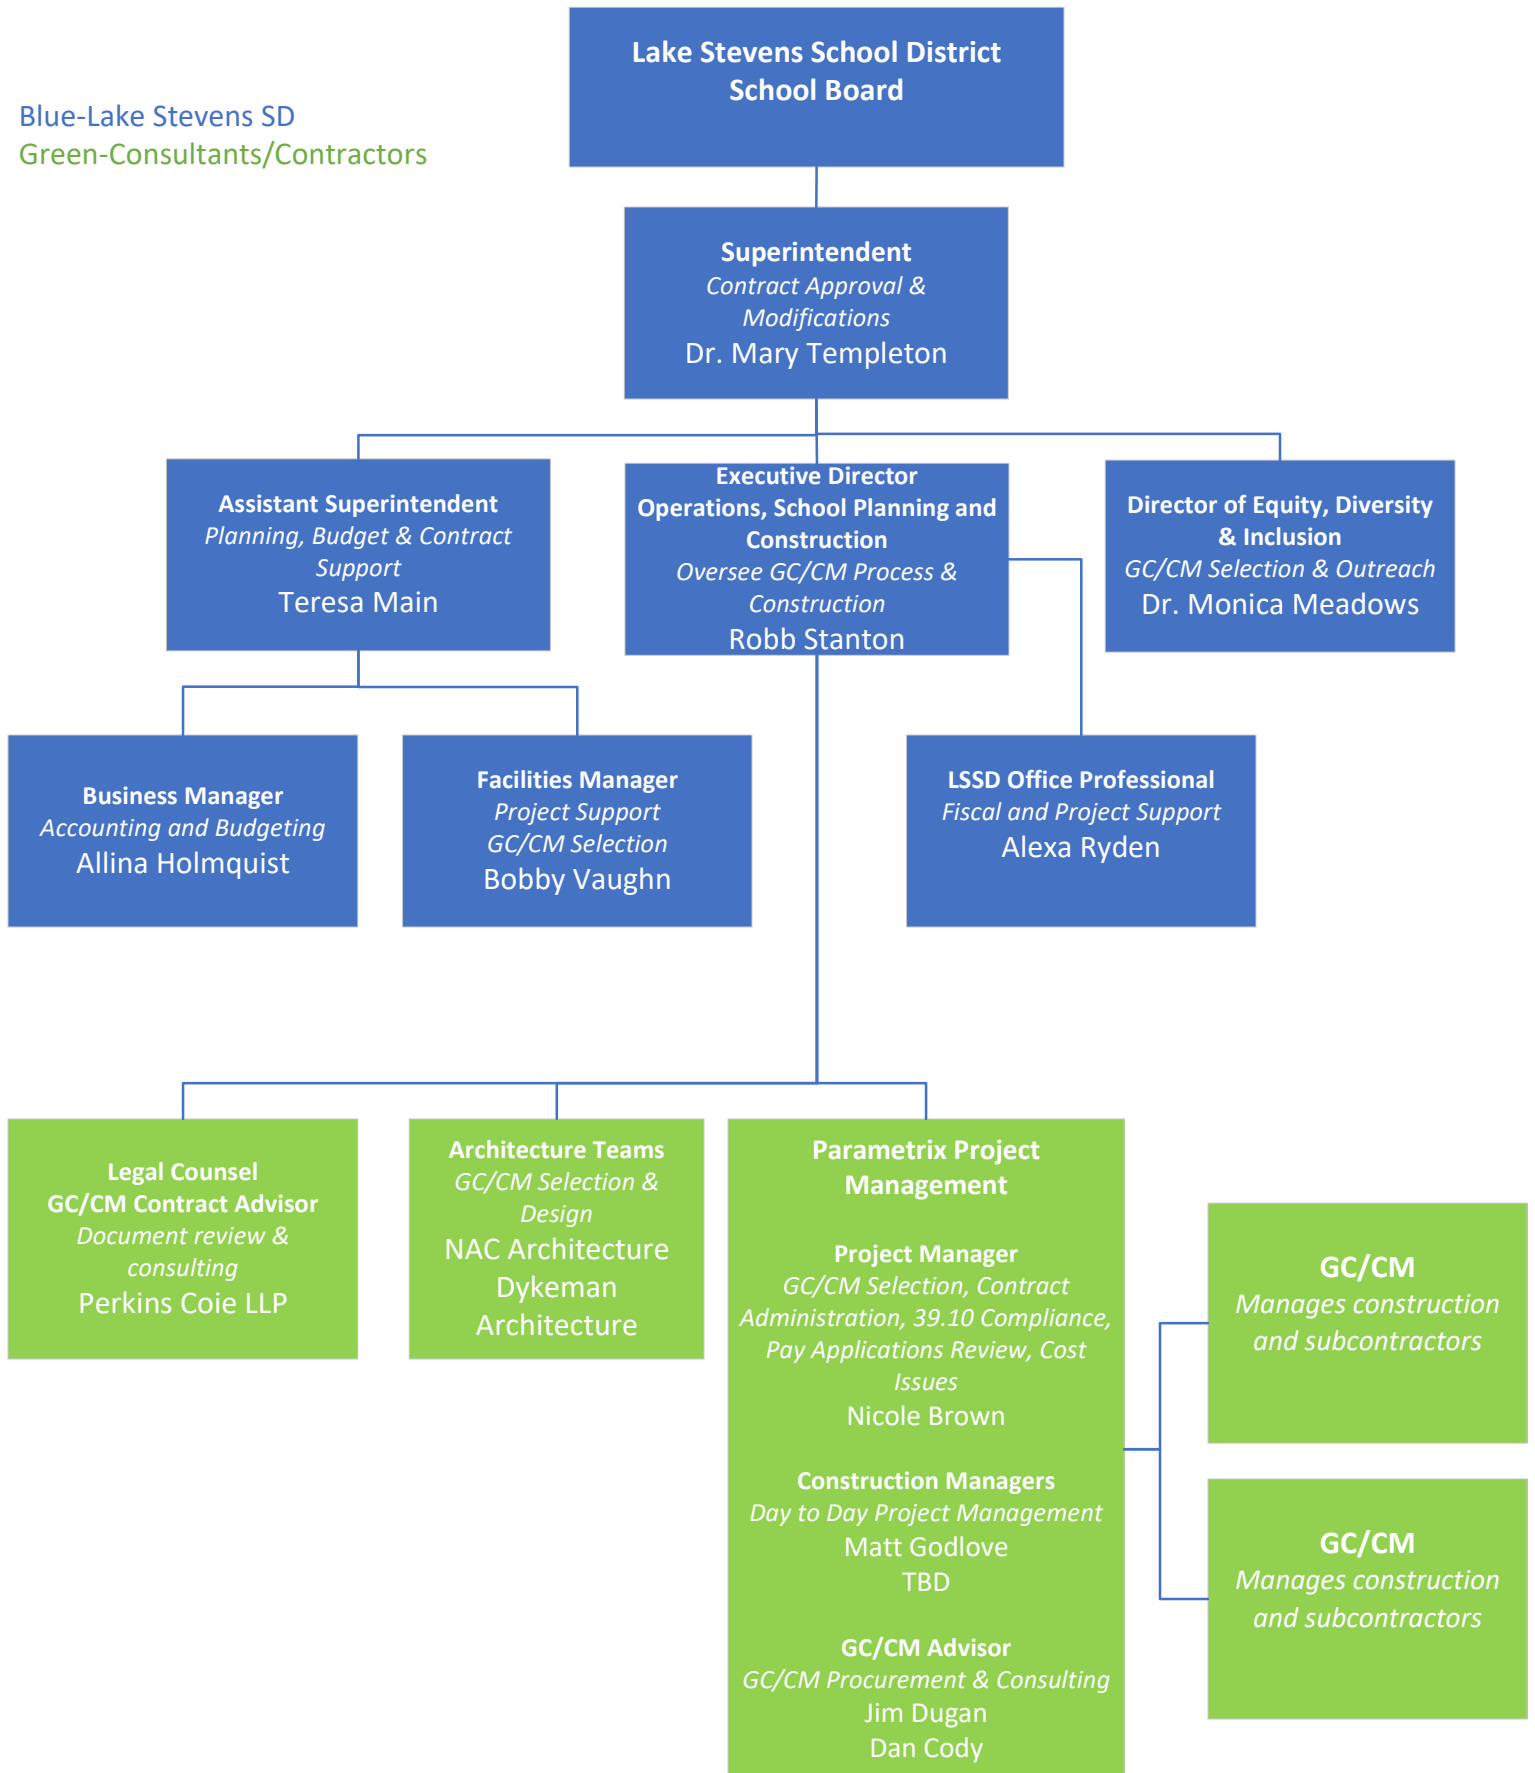 Lake Stevens School District
School Board
Blue-Lake Stevens SD
Green-Consultants/Contractors
Superintendent
Contract Approval &
Modifications
Dr. Mary Templeton
Assistant Superintendent
Planning, Budget & Contract
Support
Teresa Main
Executive Director
Operations, School Planning and
Construction
Oversee GC/CM Process &
Construction
Robb Stanton
Director of Equity, Diversity
& Inclusion
GC/CM Selection & Outreach
Dr. Monica Meadows
Business Manager
Accounting and Budgeting
Allina Holmquist
Facilities Manager
Project Support
GC/CM Selection
Bobby Vaughn
LSSD Office Professional
Fiscal and Project Support
Alexa Ryden
Legal Counsel
GC/CM Contract Advisor
Document review &
consulting
Perkins Coie LLP
Architecture Teams
GC/CM Selection &
Design
NAC Architecture
Dykeman
Architecture
Parametrix Project
Management
Project Manager
GC/CM Selection, Contract
Administration, 39.10 Compliance,
Pay Applications Review, Cost
Issues
Nicole Brown
Construction Managers
Day to Day Project Management
Matt Godlove
TBD
GC/CM Advisor
GC/CM Procurement & Consulting
Jim Dugan
Dan Cody
GC/CM
Manages construction
and subcontractors
GC/CM
Manages construction
and subcontractors